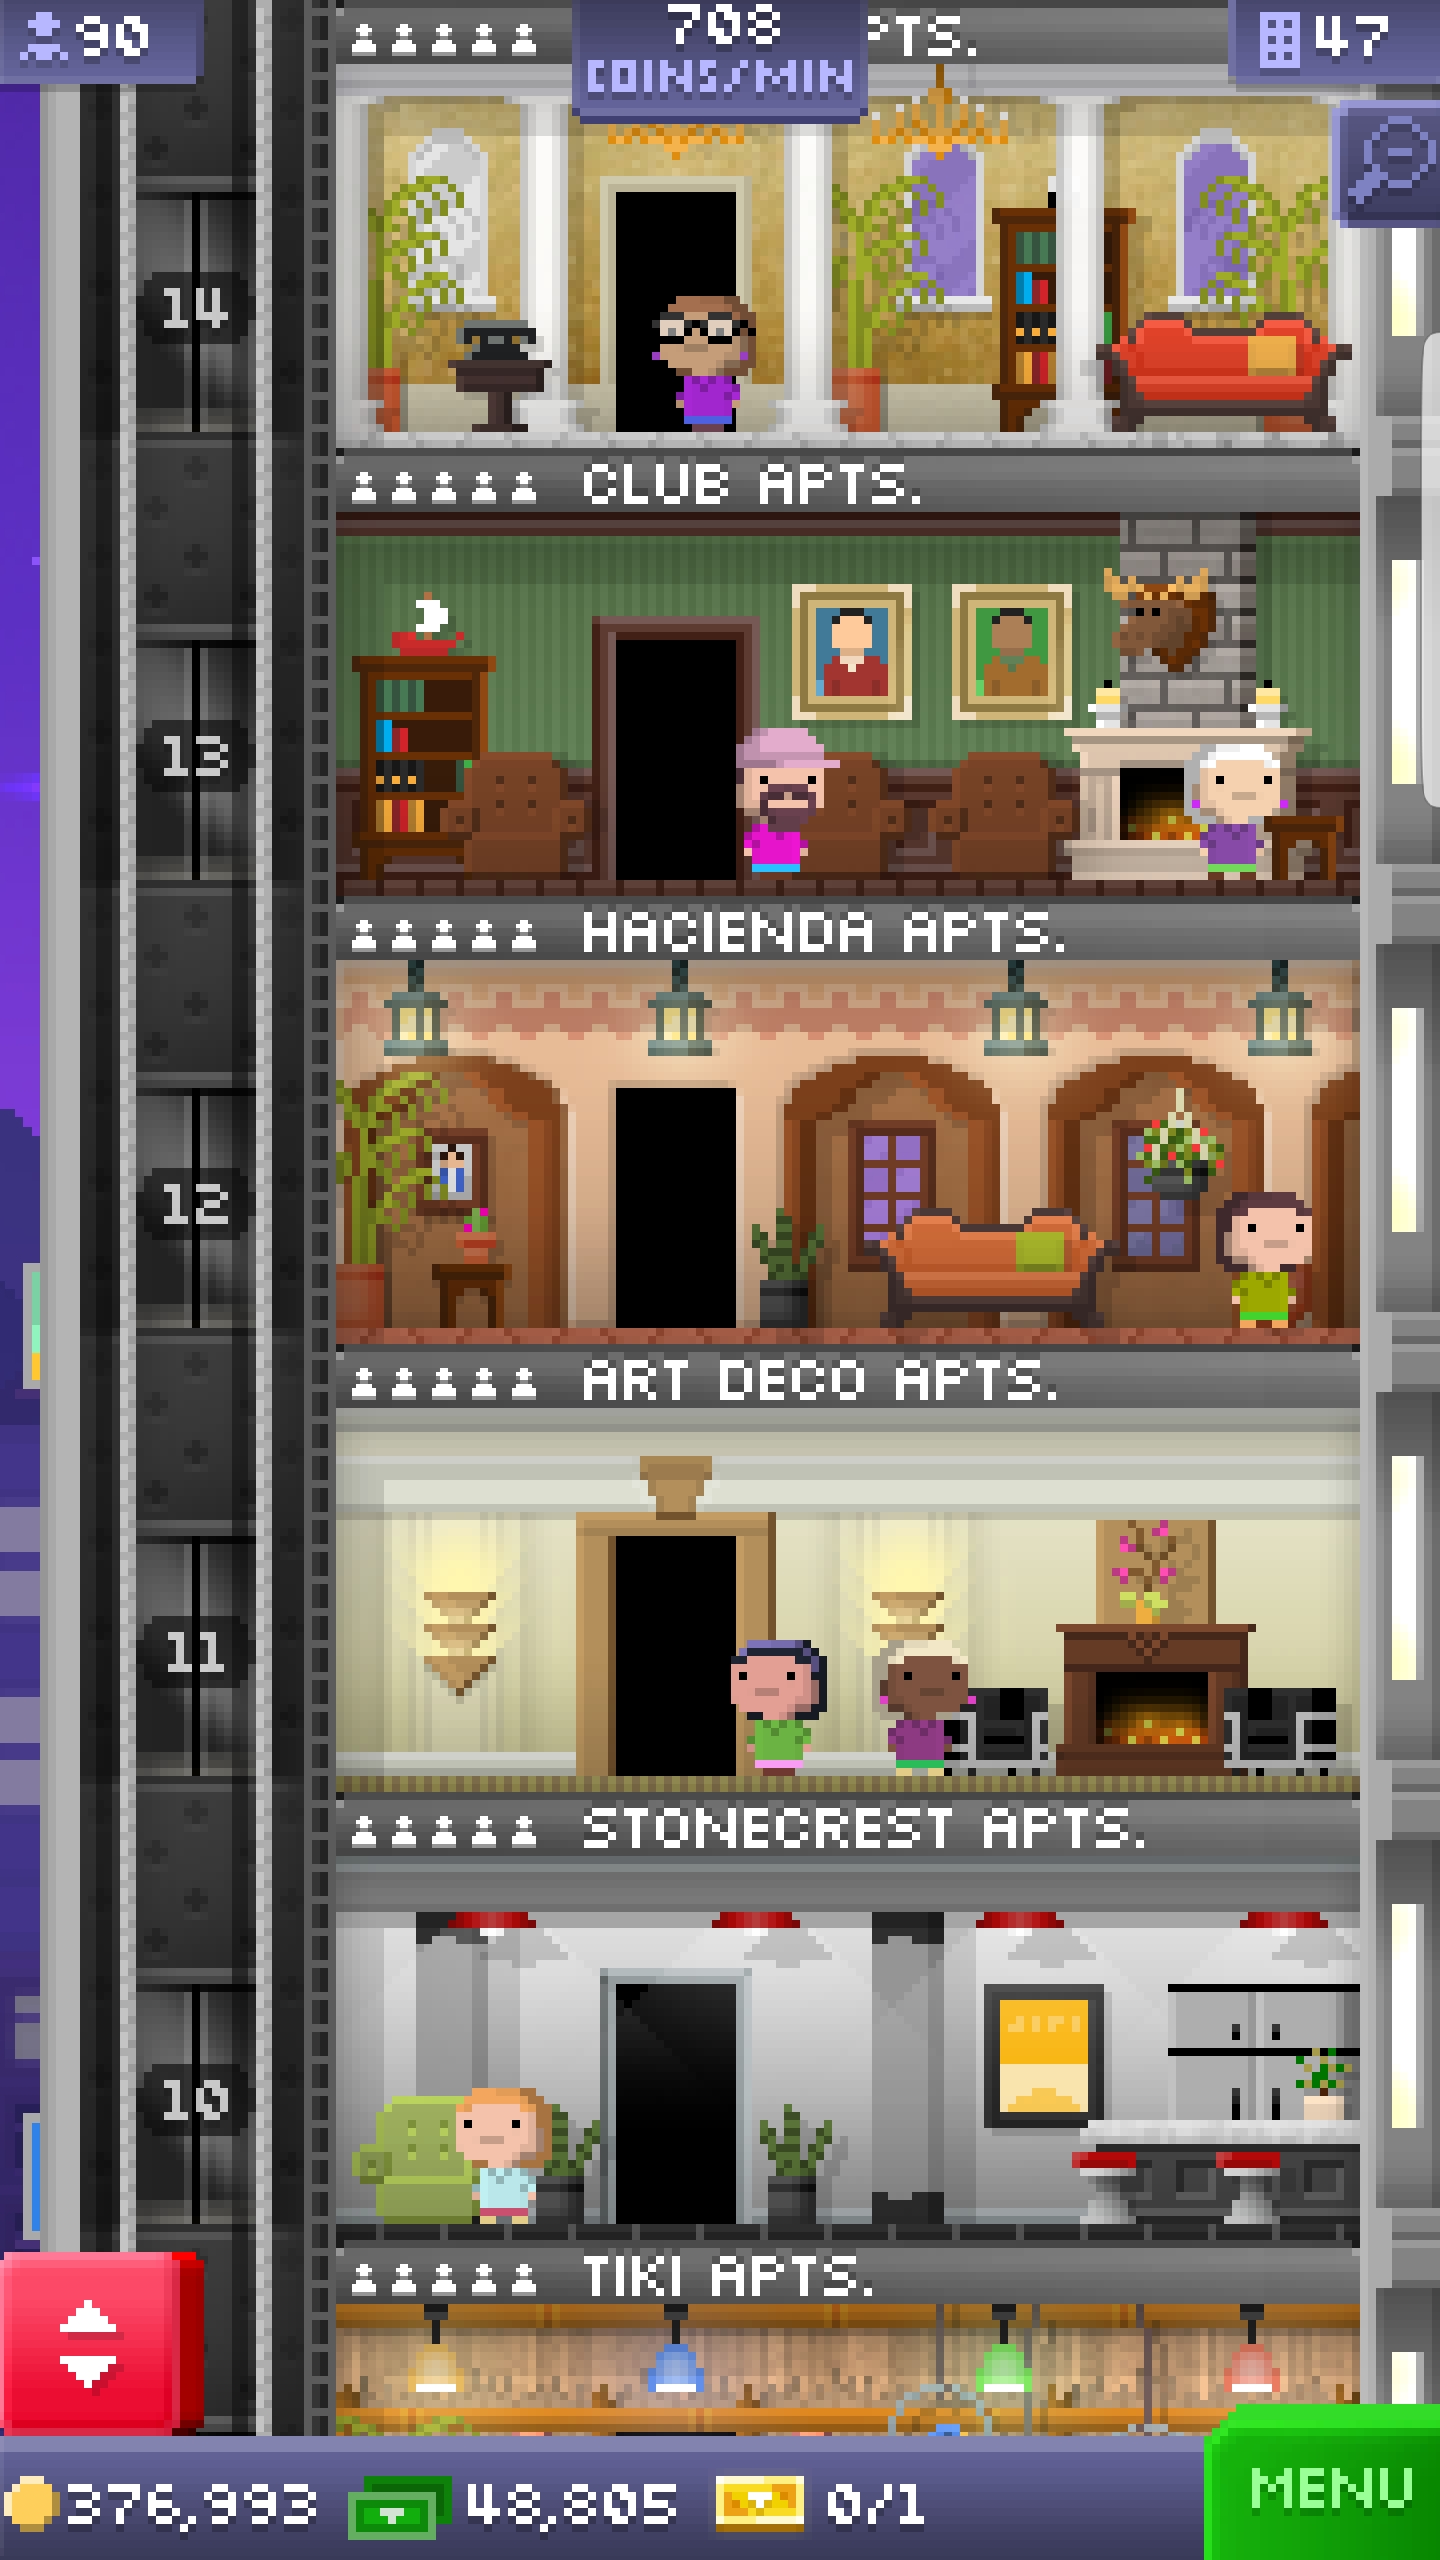 90
708
COINS/MIN
PTS.
47
14
CLUB APTS.
13
HACIENDA APTS.
12
ART DECO APTS.
11
STONECREST APTS.
10
TIKI APTS.
376,993
48,805
0/1
MENU